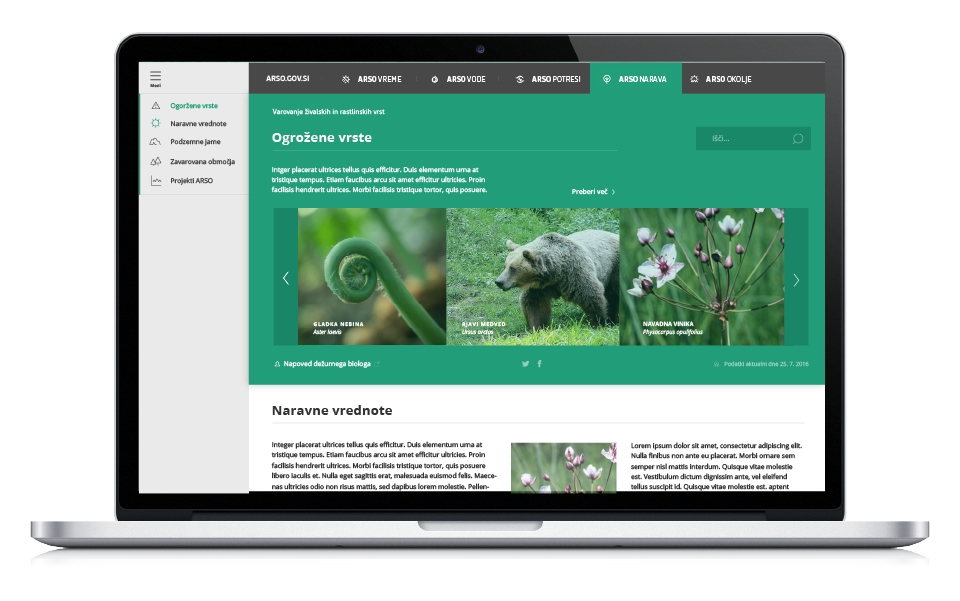 ARSO.GOV.SI
ARSO VREME
ARSO VODE
ARSO POTRESI
ARSO NARAVA
ARSO OKOLJE
Meni
Ogoržene vrste
Naravne vrednote
Podzemne jame
Zavarovana območja
Projekti ARSO
Varovanje živalskih in rastlinskih vrst
Ogrožene vrste
Išči...
Integer placerat ultrices tellus quis efficitur. Duis elementum urna at
tristique tempus. Etiam faucibus arcu sit amet efficitur ultricies. Proin
facilisis hendrerit ultrices. Morbi facilisis tristique tortor, quis posuere.
Preberi več
GLADKA NEBINA
Aster laevis
RJAVI MEDVED
Ursus arctos
NAVADNA VINIKA
Physocarpus opulifolius
Napoved dežurnega biologa
Podatki aktualni dne 25. 7. 2016
Naravne vrednote
Integer placerat ultrices tellus quis efficitur. Duis elementum urna at
tristique tempus. Etiam faucibus arcu sit amet efficitur ultricies. Proin
facilisis hendrerit ultrices. Morbi facilisis tristique tortor, quis posuere
libero iaculis et. Nulla eget sagittis erat, malesuada euismod felis. Maece-
nas ultricies odio non risus mattis, sed dapibus lorem molestie. Pellen-
Lorem ipsum dolor sit amet, consectetur adipiscing elit.
Nulla finibus non ante eu placerat. Morbi ornare sem
semper nisl mattis interdum. Quisque vitae molestie
est. Vestibulum dictum dignissim ante, vel eleifend
tellus suscipit id. Quisque vitae molestie est. aptent